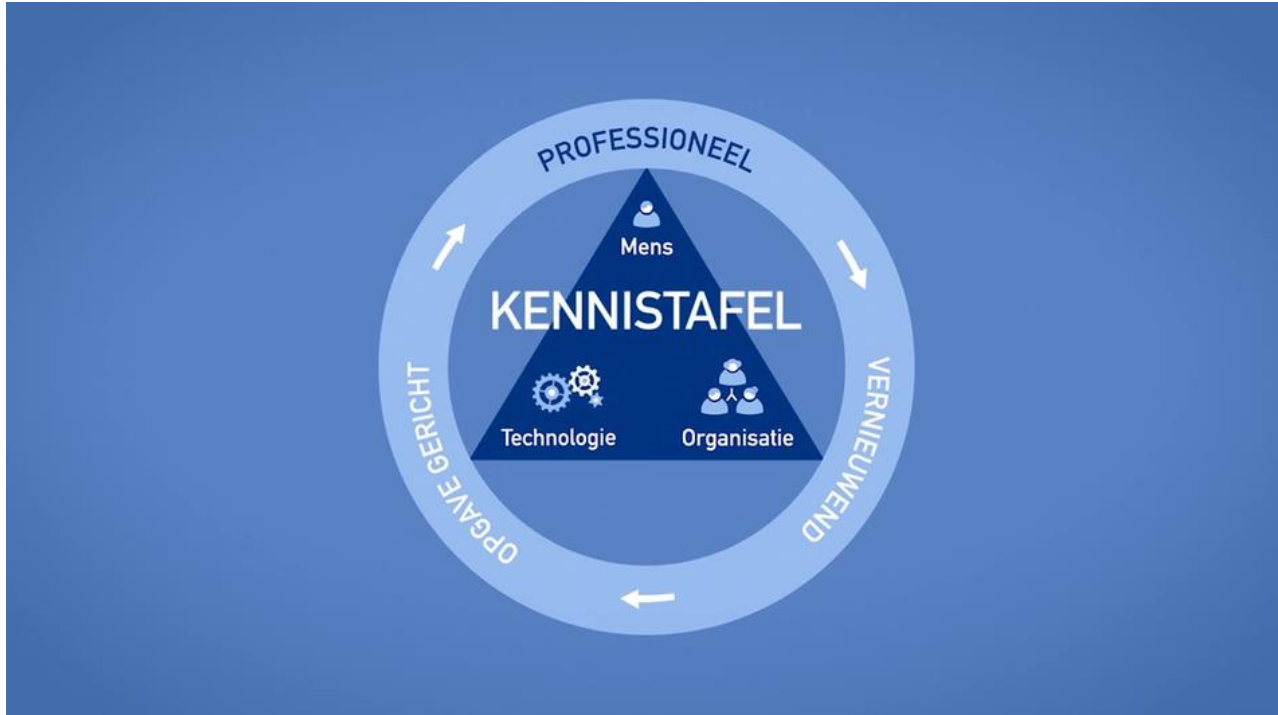 PROFESSIONEEL
Mens
KENNISTAFEL
Technologie
Organisatie
VERNIEUWEND
OPGAVE GERICHT